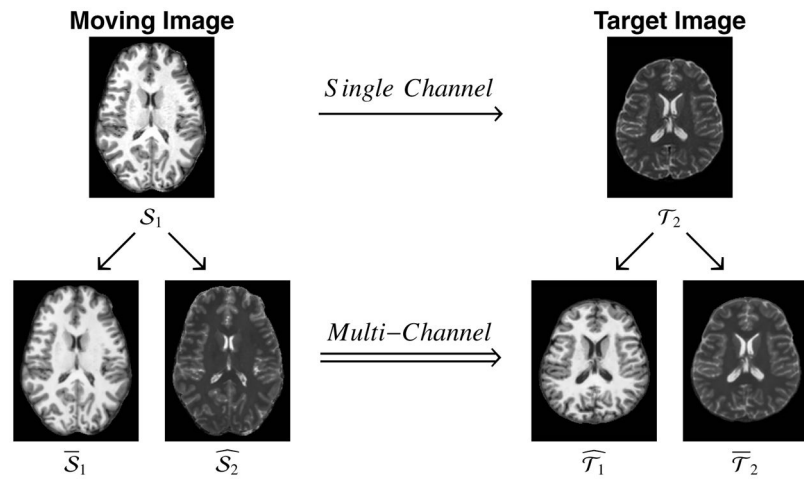 Moving Image
Target Image
Single Channel
𝒮₁
𝒯₂
Multi–Channel
𝒮̅₁
𝒮̂₂
𝒯̂₁
𝒯̅₂